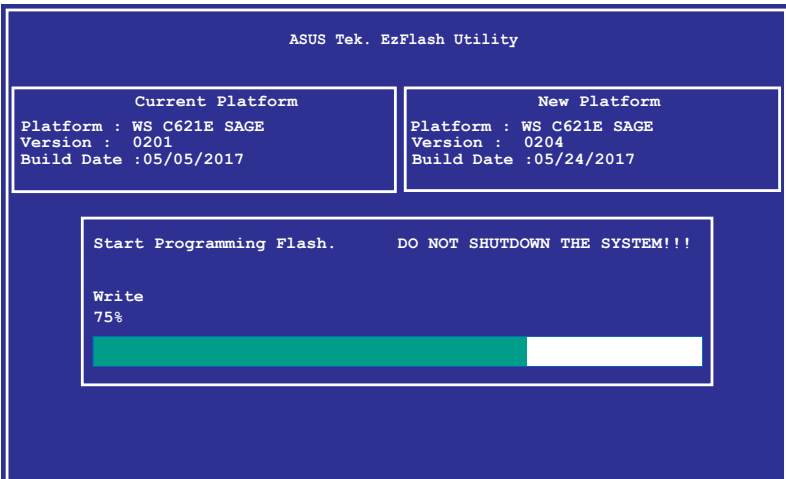 ASUS Tek. EzFlash Utility
Current Platform
Platform : WS C621E SAGE
Version : 0201
Build Date :05/05/2017
New Platform
Platform : WS C621E SAGE
Version : 0204
Build Date :05/24/2017
Start Programming Flash. DO NOT SHUTDOWN THE SYSTEM!!!
Write
75%